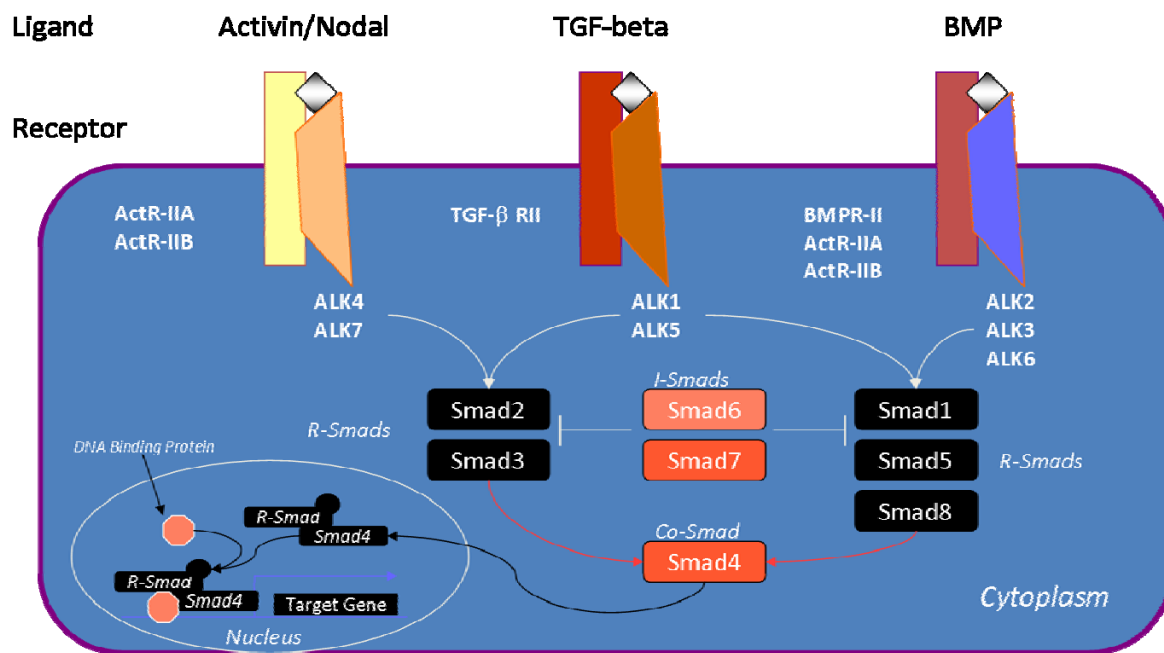 Ligand
Activin/Nodal
TGF-beta
BMP
Receptor
ActR-IIA
ActR-IIB
TGF-β RII
BMPR-II
ActR-IIA
ActR-IIB
ALK4
ALK7
ALK1
ALK5
ALK2
ALK3
ALK6
I-Smads
Smad2
Smad6
Smad1
R-Smads
Smad3
Smad7
Smad5
R-Smads
Smad8
DNA Binding Protein
R-Smad
Smad4
Co-Smad
Smad4
R-Smad
Smad4
Target Gene
Nucleus
Cytoplasm